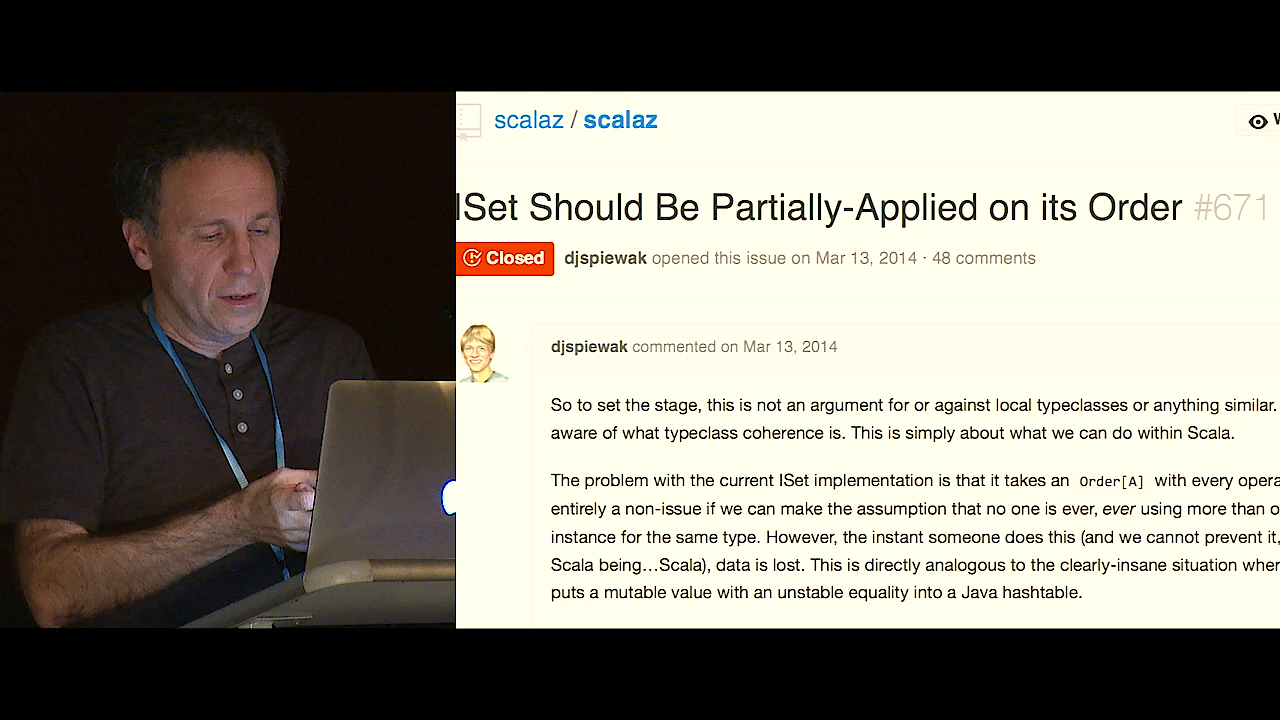 scalaz / scalaz
ISet Should Be Partially-Applied on its Order #671
Closed djspiewak opened this issue on Mar 13, 2014 · 48 comments
djspiewak commented on Mar 13, 2014
So to set the stage, this is not an argument for or against local typeclasses or anything similar.
aware of what typeclass coherence is. This is simply about what we can do within Scala.
The problem with the current ISet implementation is that it takes an Order[A] with every
entirely a non-issue if we can make the assumption that no one is ever, ever using more than
instance for the same type. However, the instant someone does this (and we cannot prevent it,
Scala being...Scala), data is lost. This is directly analogous to the clearly-insane situation
puts a mutable value with an unstable equality into a Java hashtable.